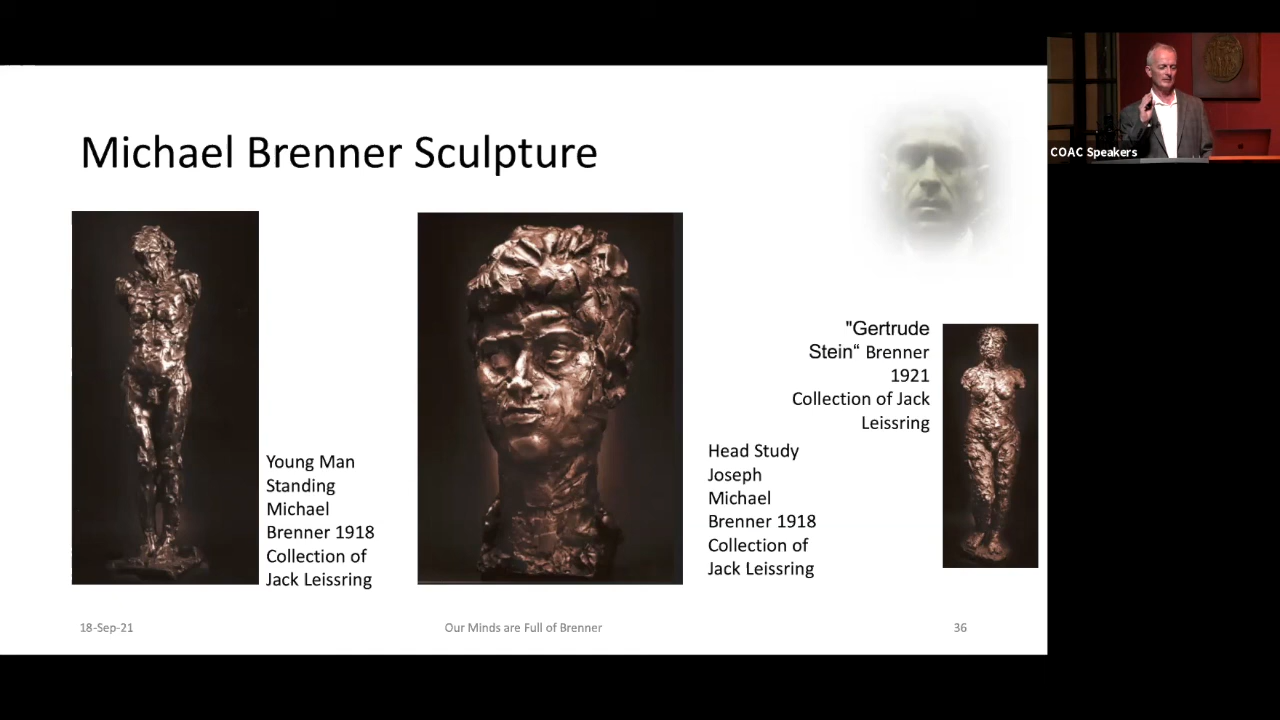 Michael Brenner Sculpture
COAC Speakers
Young Man
Standing
Michael
Brenner 1918
Collection of
Jack Leissring
Head Study
Joseph
Michael
Brenner 1918
Collection of
Jack Leissring
"Gertrude
Stein“ Brenner
1921
Collection of Jack
Leissring
18-Sep-21
Our Minds are Full of Brenner
36